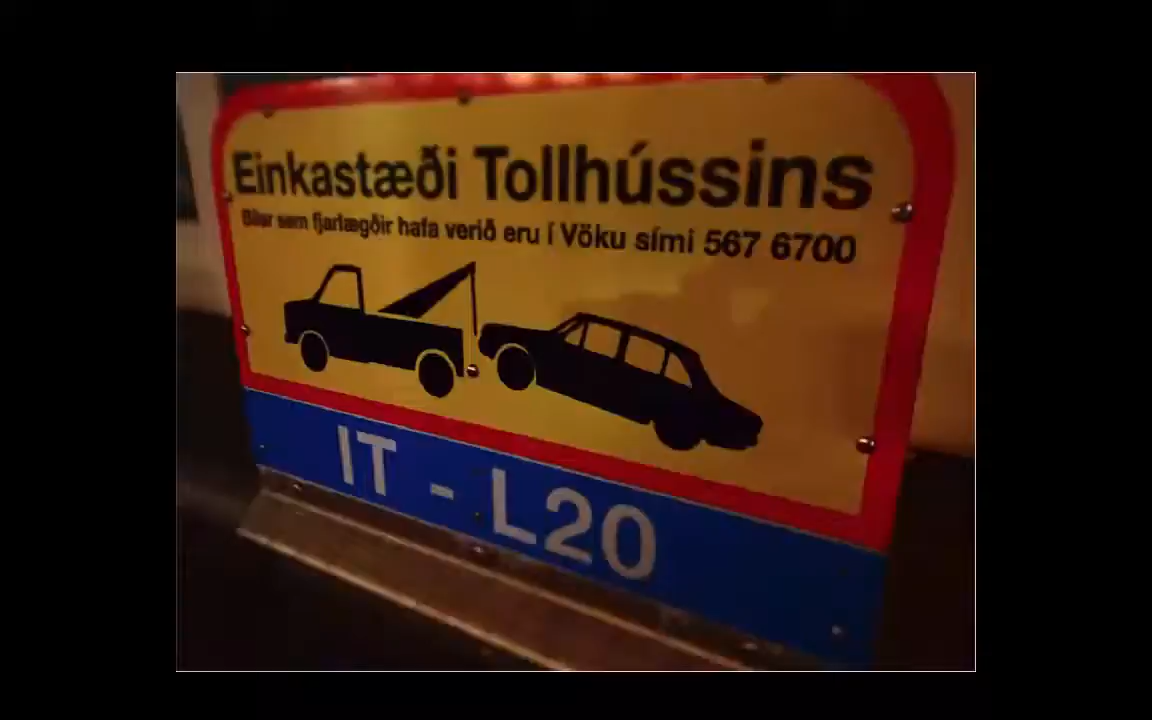 Einkastæði Tollhússins
Bílar sem fjarlægðir hafa verið eru í Vöku sími 567 6700
IT - L20